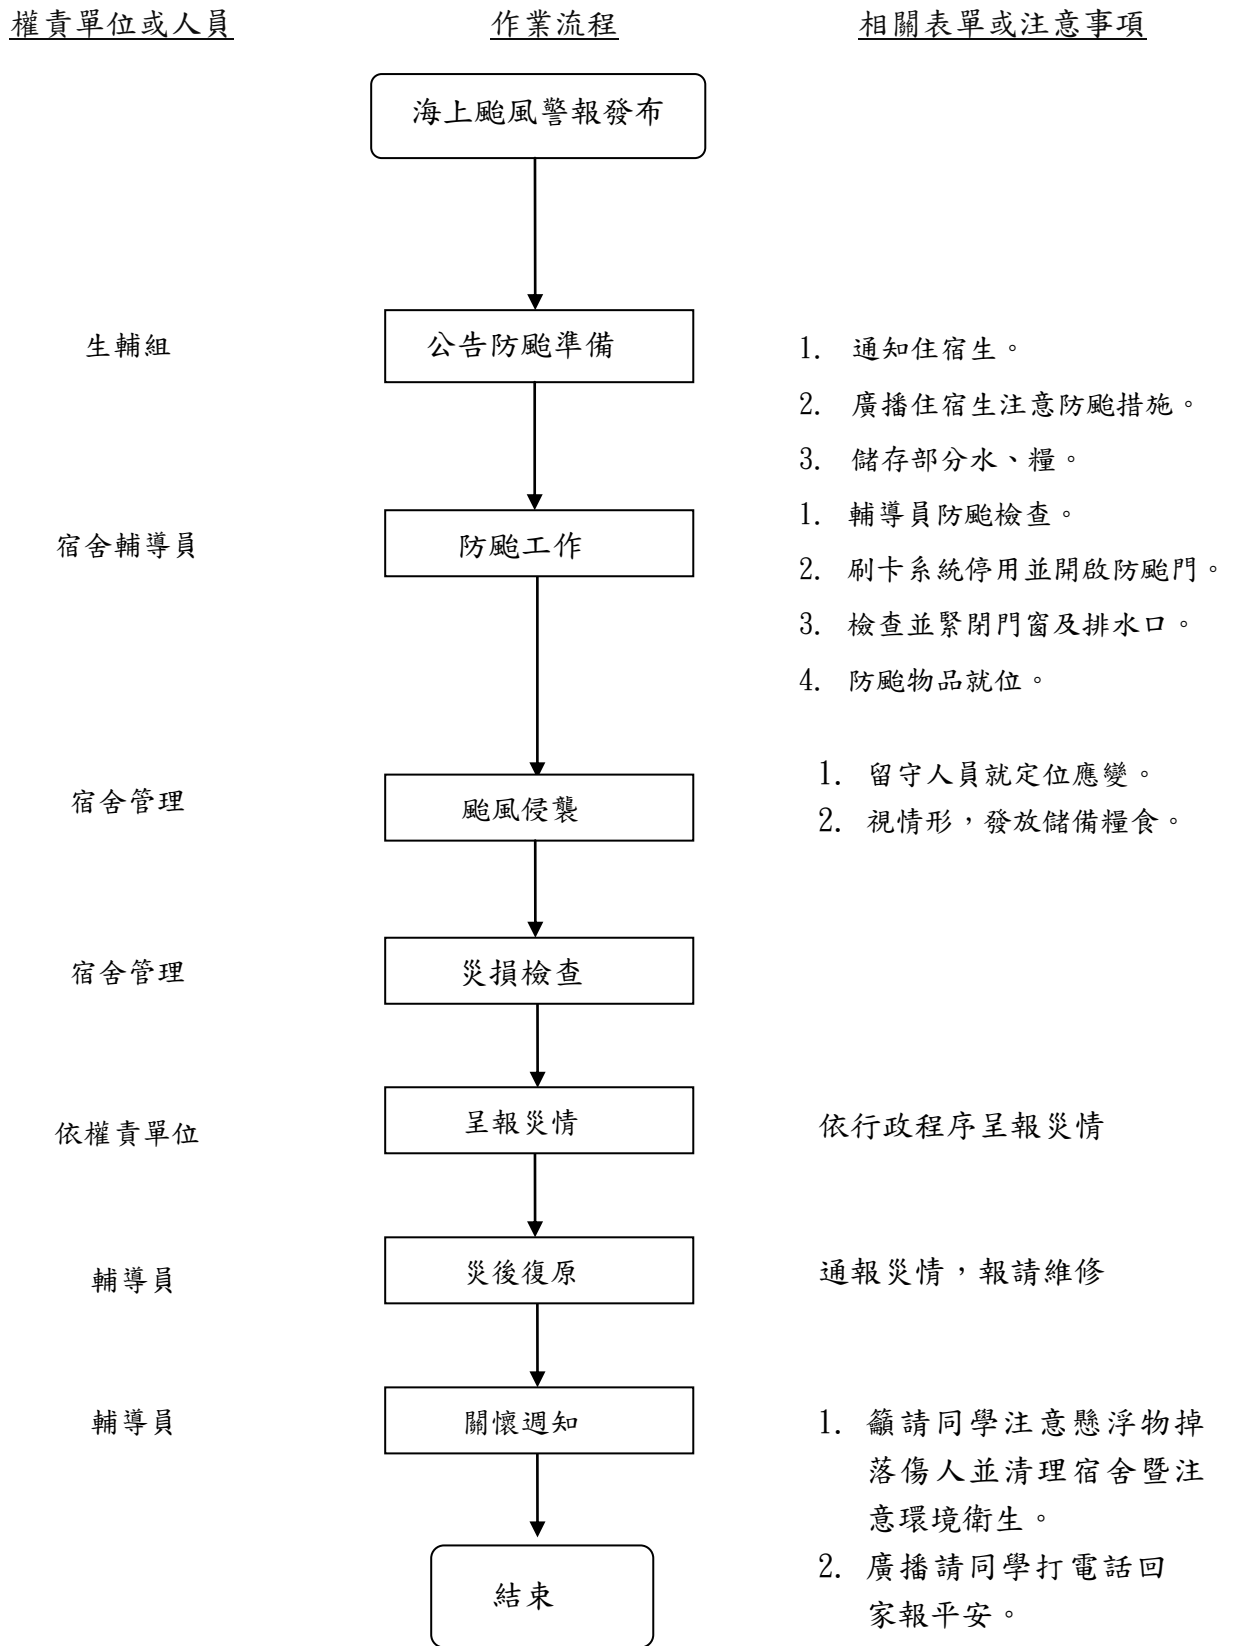 權責單位或人員 作業流程 相關表單或注意事項
海上颱風警報發布
生輔組 公告防颱準備 1. 通知住宿生。
2. 廣播住宿生注意防颱措施。
3. 儲存部分水、糧。
1. 輔導員防颱檢查。
宿舍輔導員 防颱工作
2. 刷卡系統停用並開啟防颱門。
3. 檢查並緊閉門窗及排水口。
4. 防颱物品就位。
1. 留守人員就定位應變。
宿舍管理 颱風侵襲
2. 視情形，發放儲備糧食。
宿舍管理 災損檢查
依權責單位 呈報災情 依行政程序呈報災情
輔導員 災後復原 通報災情，報請維修
輔導員 關懷週知 1. 籲請同學注意懸浮物掉
落傷人並清理宿舍暨注
意環境衛生。
2. 廣播請同學打電話回
家報平安。
結束